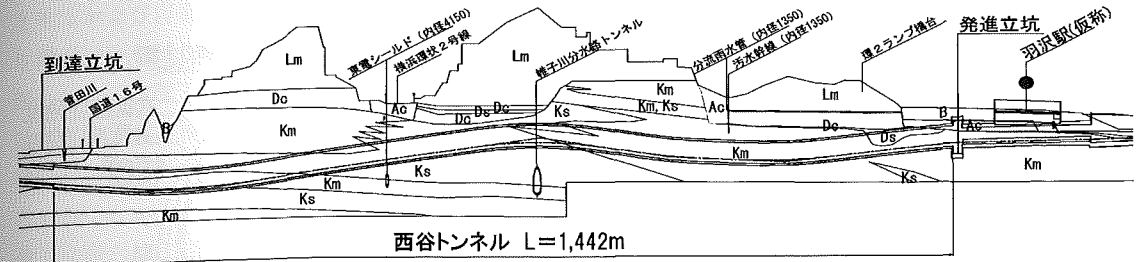 到達立坑
菅田川
国道16号
東電シールド (内径4150)
横浜環状2号線
帷子川分水路トンネル
分流雨水管 (内径1350)
汚水幹線 (内径1350)
環2ランプ橋台
発進立坑
羽沢駅(仮称)
Lm
Lm
Lm
Dc
B
Km
Ac
Ds
Dc
Dc
Ks
Km
Km, Ks
Ac
Dc
Ds
B
Ac
Km
Ks
Km
Ks
Km
Ks
Km
西谷トンネル L=1,442m